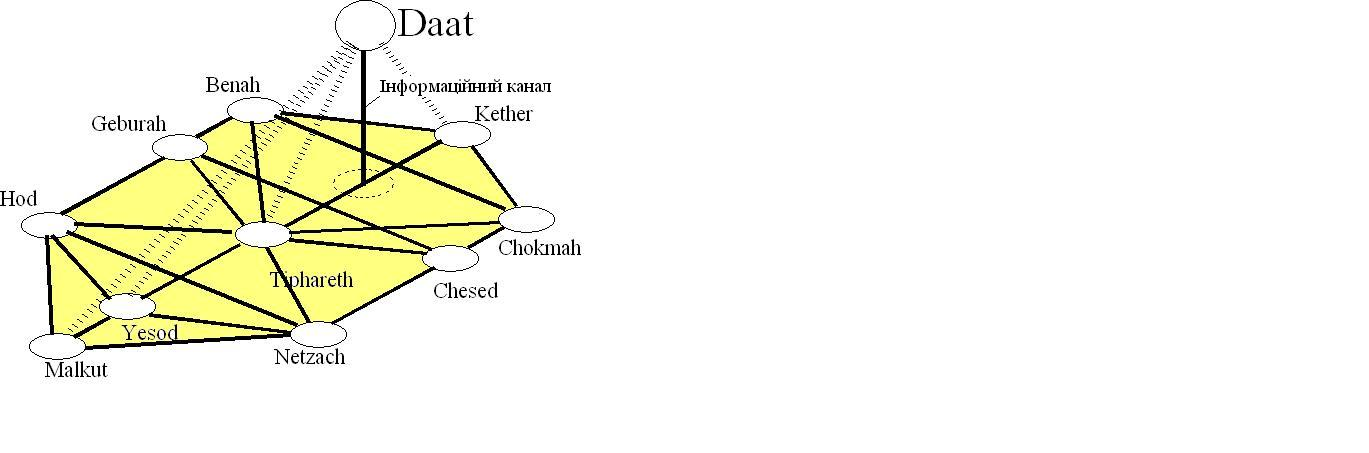 Daat
Benah
Інформаційний канал
Kether
Geburah
Hod
Chokmah
Tiphareth
Chesed
Yesod
Netzach
Malkut